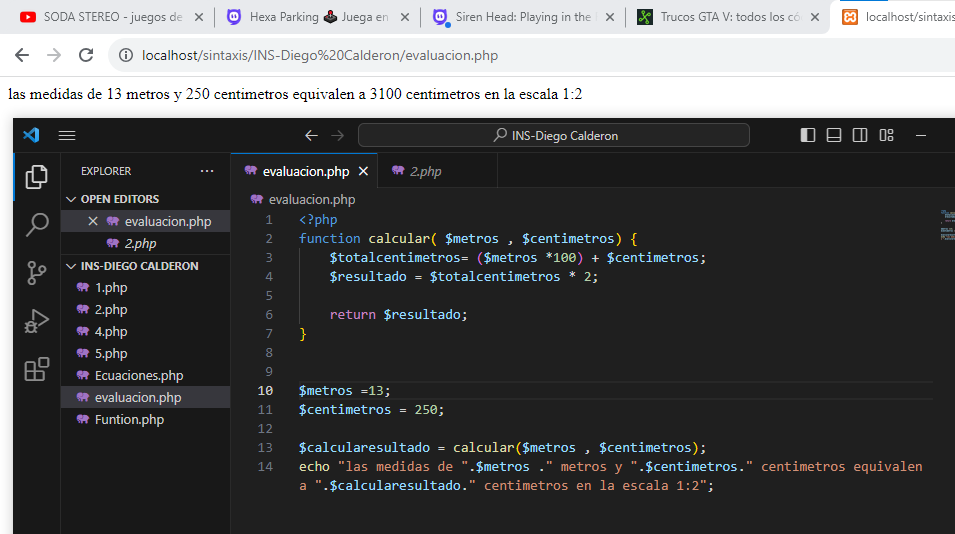 SODA STEREO - juegos de
Hexa Parking 🕹️ Juega en
Siren Head: Playing in the
Trucos GTA V: todos los có
localhost/sintaxis
localhost/sintaxis/INS-Diego%20Calderon/evaluacion.php
las medidas de 13 metros y 250 centimetros equivalen a 3100 centimetros en la escala 1:2
INS-Diego Calderon
EXPLORER
OPEN EDITORS
evaluacion.php
2.php
INS-DIEGO CALDERON
1.php
2.php
4.php
5.php
Ecuaciones.php
evaluacion.php
Funtion.php
evaluacion.php
2.php
evaluacion.php
1 <?php
2 function calcular( $metros , $centimetros) {
3 $totalcentimetros= ($metros *100) + $centimetros;
4 $resultado = $totalcentimetros * 2;
5
6 return $resultado;
7 }
8
9
10 $metros =13;
11 $centimetros = 250;
12
13 $calcularesultado = calcular($metros , $centimetros);
14 echo "las medidas de ".$metros ." metros y ".$centimetros." centimetros equivalen
a ".$calcularesultado." centimetros en la escala 1:2";